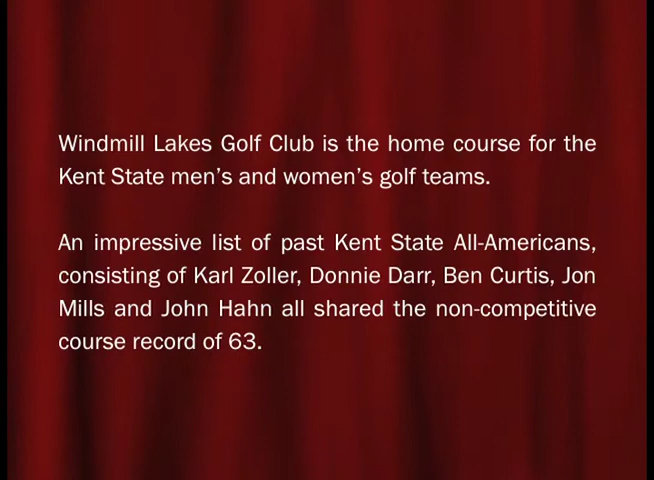 Windmill Lakes Golf Club is the home course for the
Kent State men’s and women’s golf teams.
An impressive list of past Kent State All-Americans,
consisting of Karl Zoller, Donnie Darr, Ben Curtis, Jon
Mills and John Hahn all shared the non-competitive
course record of 63.